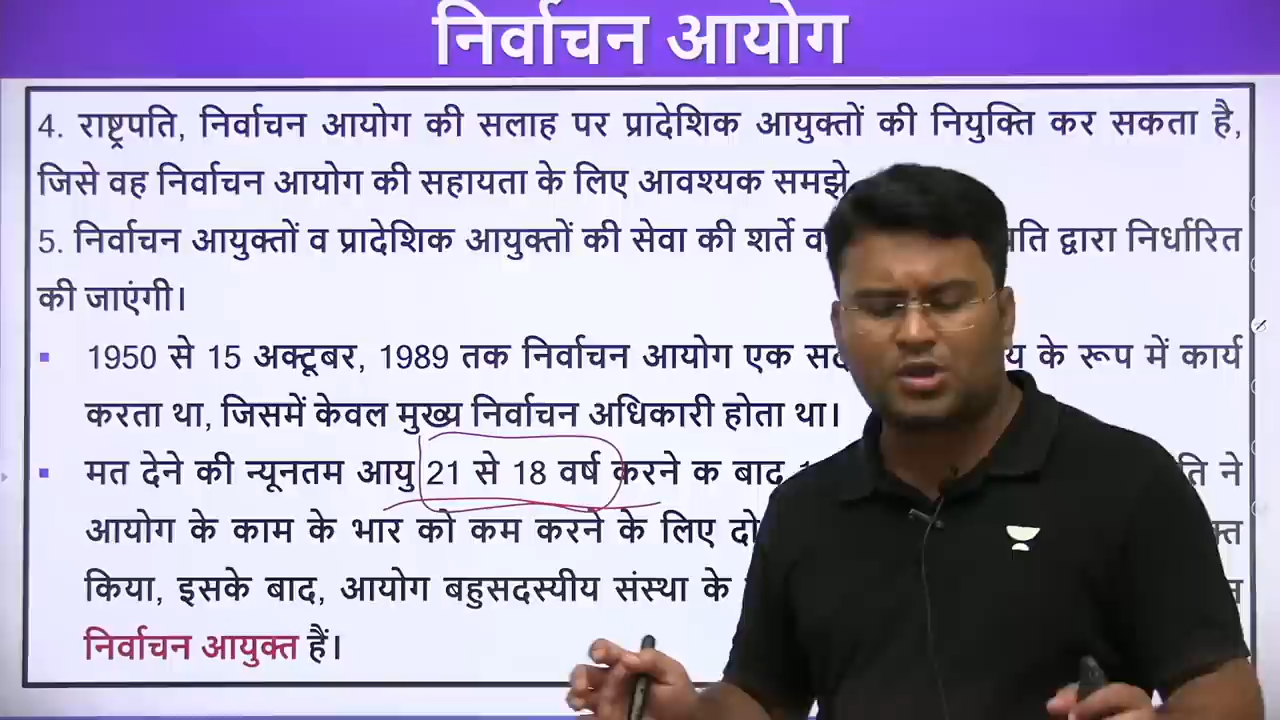 निर्वाचन आयोग
4. राष्ट्रपति, निर्वाचन आयोग की सलाह पर प्रादेशिक आयुक्तों की नियुक्ति कर सकता है,
जिसे वह निर्वाचन आयोग की सहायता के लिए आवश्यक समझे
5. निर्वाचन आयुक्तों व प्रादेशिक आयुक्तों की सेवा की शर्ते द्वारा निर्धारित
की जाएंगी।
▪ 1950 से 15 अक्टूबर, 1989 तक निर्वाचन आयोग एक के रूप में कार्य
करता था, जिसमें केवल मुख्य निर्वाचन अधिकारी होता था।
▪ मत देने की न्यूनतम आयु 21 से 18 वर्ष करने क बाद ने
आयोग के काम के भार को कम करने के लिए दो
किया, इसके बाद, आयोग बहुसदस्यीय संस्था के
निर्वाचन आयुक्त हैं।